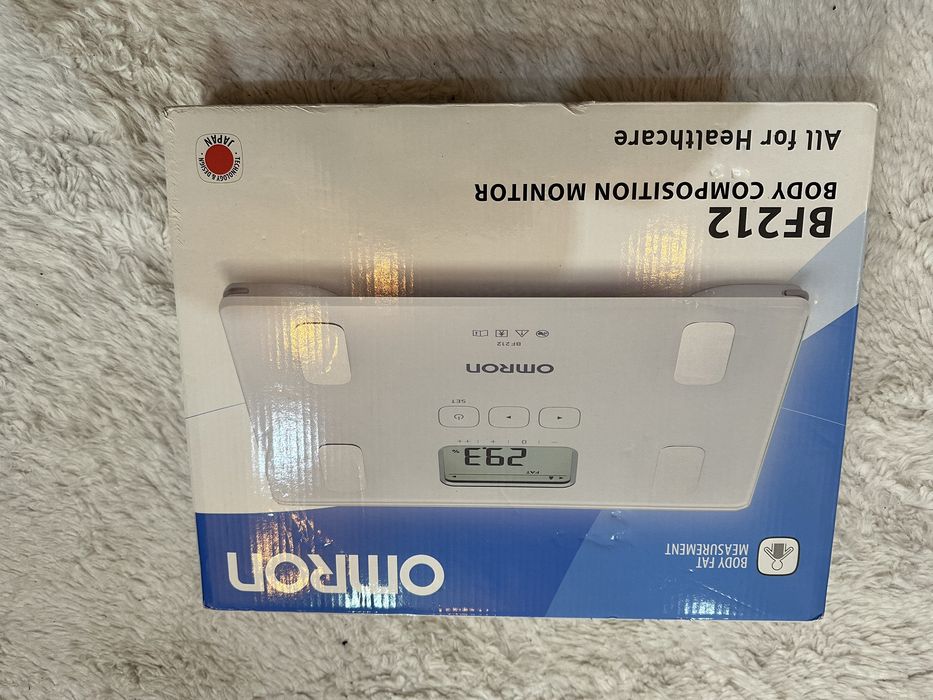 OMRON
BODY FAT
MEASUREMENT
FAT
29.3 %
SET
OMRON
BF212
BF212
BODY COMPOSITION MONITOR
All for Healthcare
TECHNOLOGY & DESIGN
JAPAN